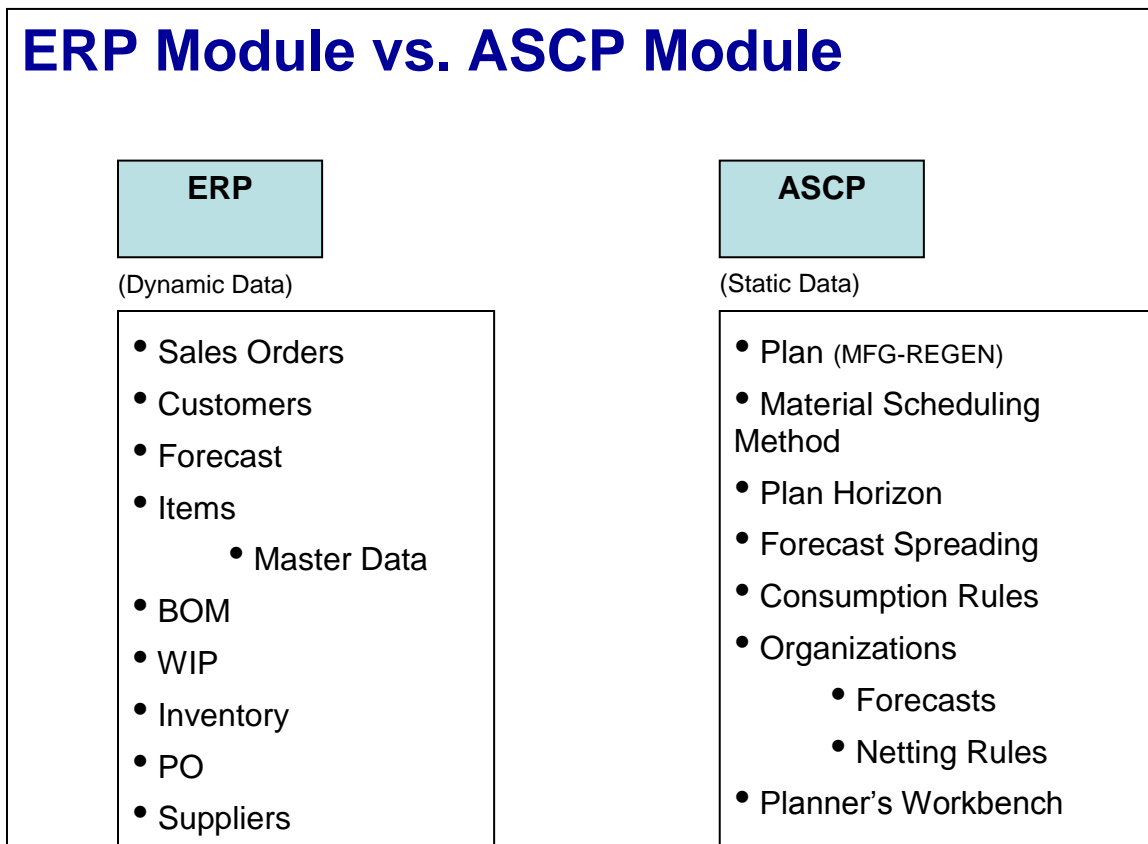 ERP Module vs. ASCP Module
ERP
(Dynamic Data)
• Sales Orders
• Customers
• Forecast
• Items
• Master Data
• BOM
• WIP
• Inventory
• PO
• Suppliers
ASCP
(Static Data)
• Plan (MFG-REGEN)
• Material Scheduling
Method
• Plan Horizon
• Forecast Spreading
• Consumption Rules
• Organizations
• Forecasts
• Netting Rules
• Planner’s Workbench